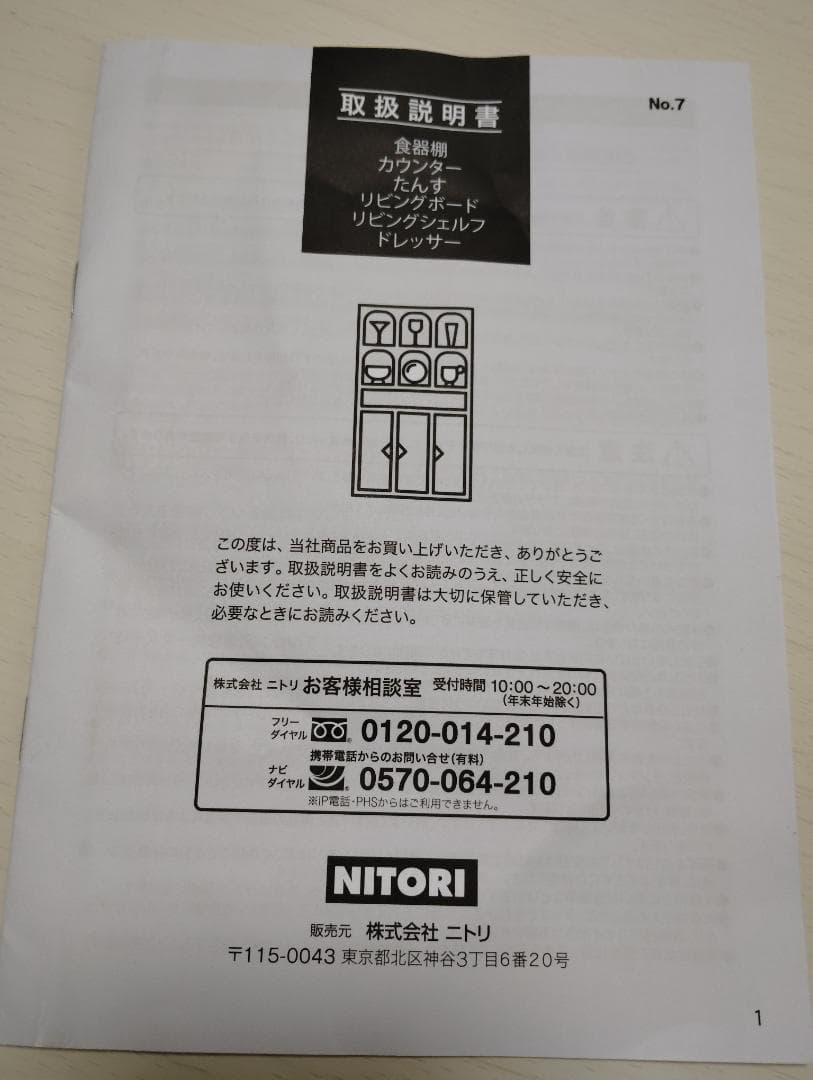 No.7
取扱説明書
食器棚
カウンター
たんす
リビングボード
リビングシェルフ
ドレッサー
この度は、当社商品をお買い上げいただき、ありがとうご
ざいます。取扱説明書をよくお読みのうえ、正しく安全に
お使いください。取扱説明書は大切に保管していただき、
必要なときにお読みください。
株式会社 ニトリ お客様相談室 受付時間 10:00～20:00
(年末年始除く)
フリー
ダイヤル 0120-014-210
携帯電話からのお問い合せ(有料)
ナビ
ダイヤル 0570-064-210
※IP電話・PHSからはご利用できません。
NITORI
販売元 株式会社 ニトリ
〒115-0043 東京都北区神谷3丁目6番20号
1